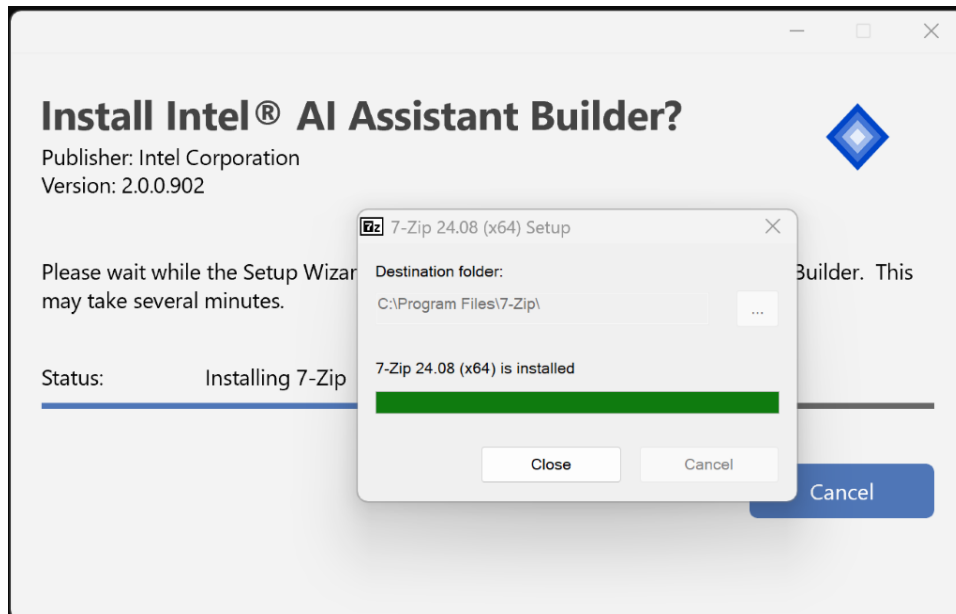 Install Intel® AI Assistant Builder?
Publisher: Intel Corporation
Version: 2.0.0.902
Please wait while the Setup Wizar
Builder. This
may take several minutes.
Status: Installing 7-Zip
Cancel
7z 7-Zip 24.08 (x64) Setup
Destination folder:
C:\Program Files\7-Zip\
...
7-Zip 24.08 (x64) is installed
Close Cancel